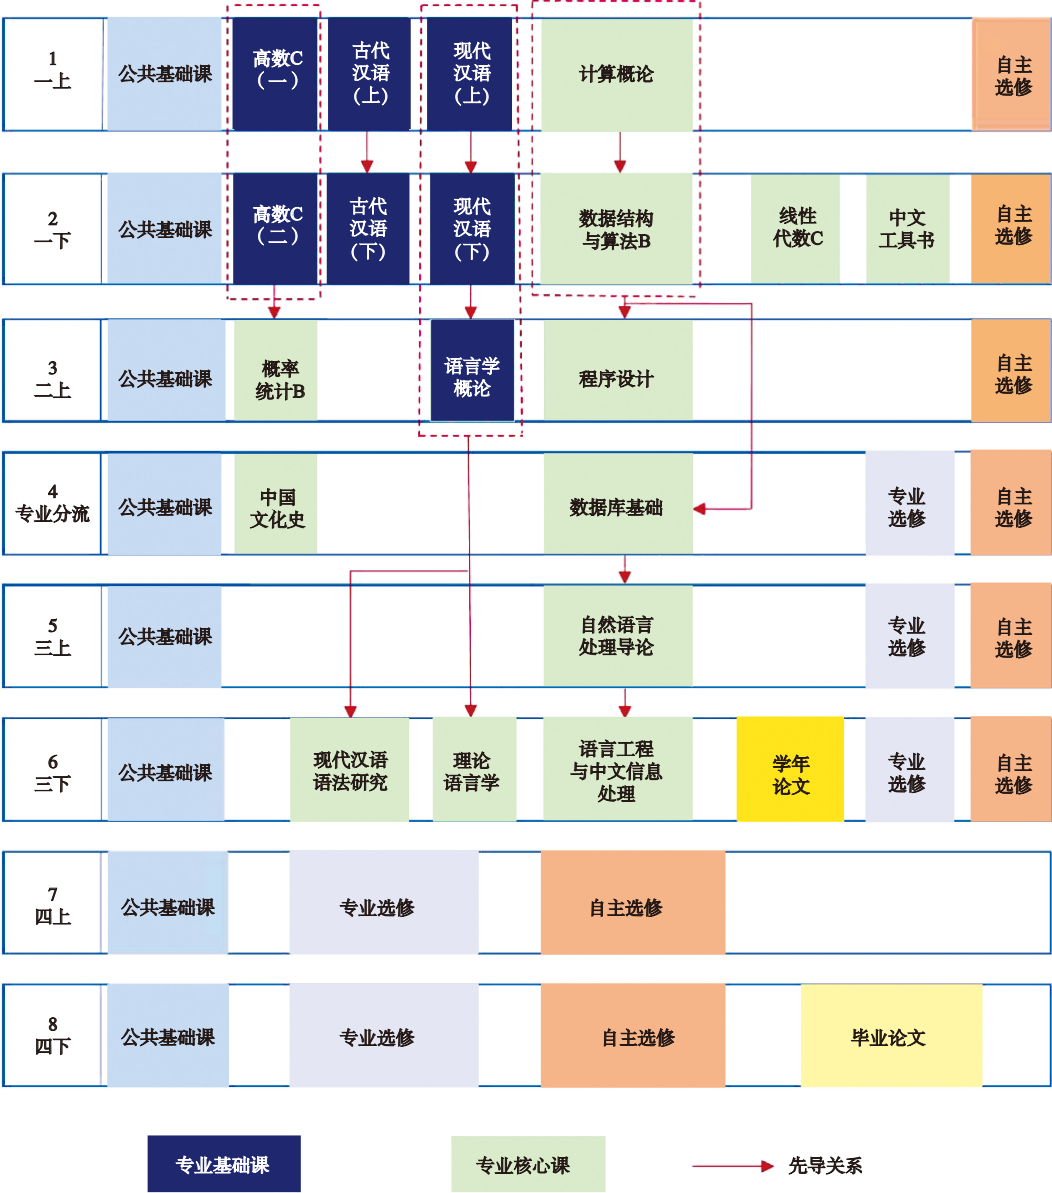 1
一上
公共基础课
高数C
（一）
古代
汉语
（上）
现代
汉语
（上）
计算概论
自主
选修
2
一下
公共基础课
高数C
（二）
古代
汉语
（下）
现代
汉语
（下）
数据结构
与算法B
线性
代数C
中文
工具书
自主
选修
3
二上
公共基础课
概率
统计B
语言学
概论
程序设计
自主
选修
4
专业分流
公共基础课
中国
文化史
数据库基础
专业
选修
自主
选修
5
三上
公共基础课
自然语言
处理导论
专业
选修
自主
选修
6
三下
公共基础课
现代汉语
语法研究
理论
语言学
语言工程
与中文信息
处理
学年
论文
专业
选修
自主
选修
7
四上
公共基础课
专业选修
自主选修
8
四下
公共基础课
专业选修
自主选修
毕业论文
专业基础课
专业核心课
先导关系